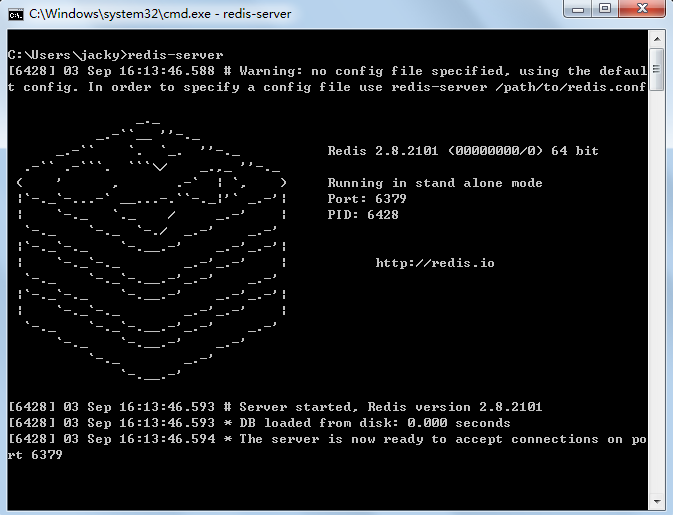 C:\Windows\system32\cmd.exe - redis-server
C:\Users\jacky>redis-server
[6428] 03 Sep 16:13:46.588 # Warning: no config file specified, using the defaul
t config. In order to specify a config file use redis-server /path/to/redis.conf
Redis 2.8.2101 (00000000/0) 64 bit
Running in stand alone mode
Port: 6379
PID: 6428
http://redis.io
[6428] 03 Sep 16:13:46.593 # Server started, Redis version 2.8.2101
[6428] 03 Sep 16:13:46.593 * DB loaded from disk: 0.000 seconds
[6428] 03 Sep 16:13:46.594 * The server is now ready to accept connections on po
rt 6379